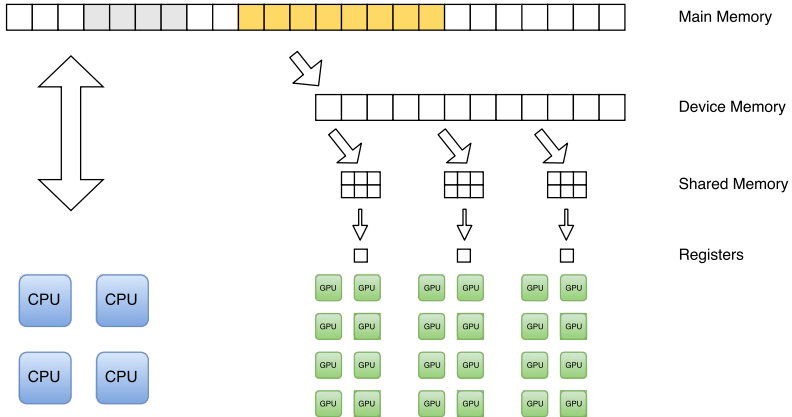 Main Memory
Device Memory
Shared Memory
Registers
CPU CPU GPU GPU GPU GPU GPU GPU
GPU GPU GPU GPU GPU GPU
CPU CPU GPU GPU GPU GPU GPU GPU
GPU GPU GPU GPU GPU GPU